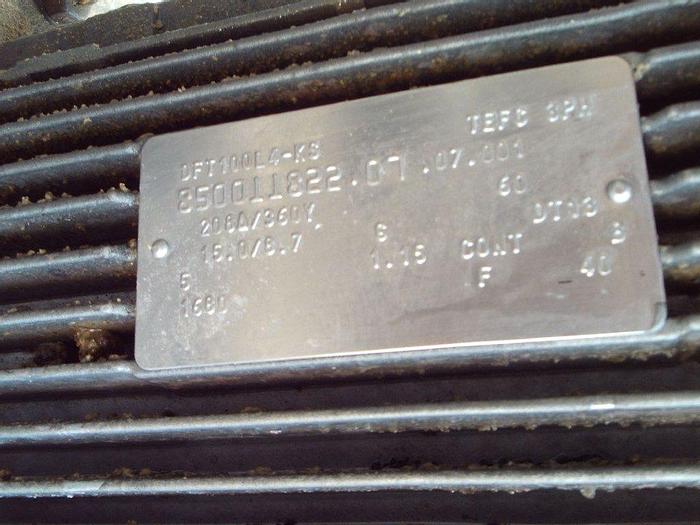 DFT100L4-KS TEFC 3PH
850011822.07.07.001
208Δ/360Y 60
15.0/8.7 G DT13
5 1.15 CONT B
1680 F 40